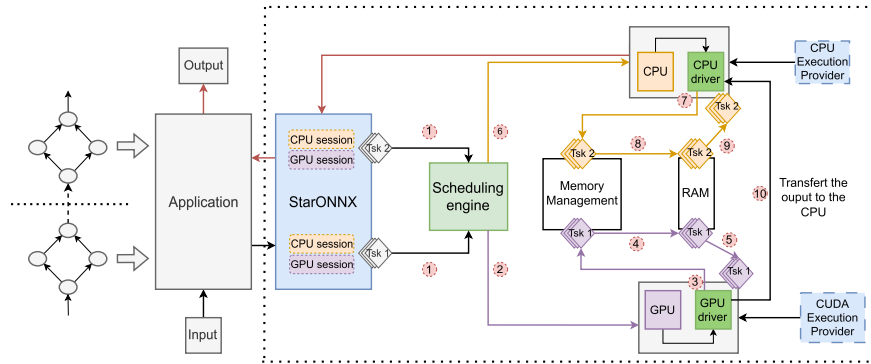 Output
Application
Input
CPU session
GPU session
StarONNX
CPU session
GPU session
Tsk 2
Tsk 1
1
1
Scheduling
engine
6
2
CPU
CPU
driver
CPU
Execution
Provider
7
Tsk 2
Tsk 2
8
Tsk 2
9
Memory
Management
RAM
10
Transfert the
ouput to the
CPU
Tsk 1
4
Tsk 1
5
Tsk 1
3
GPU
GPU
driver
CUDA
Execution
Provider